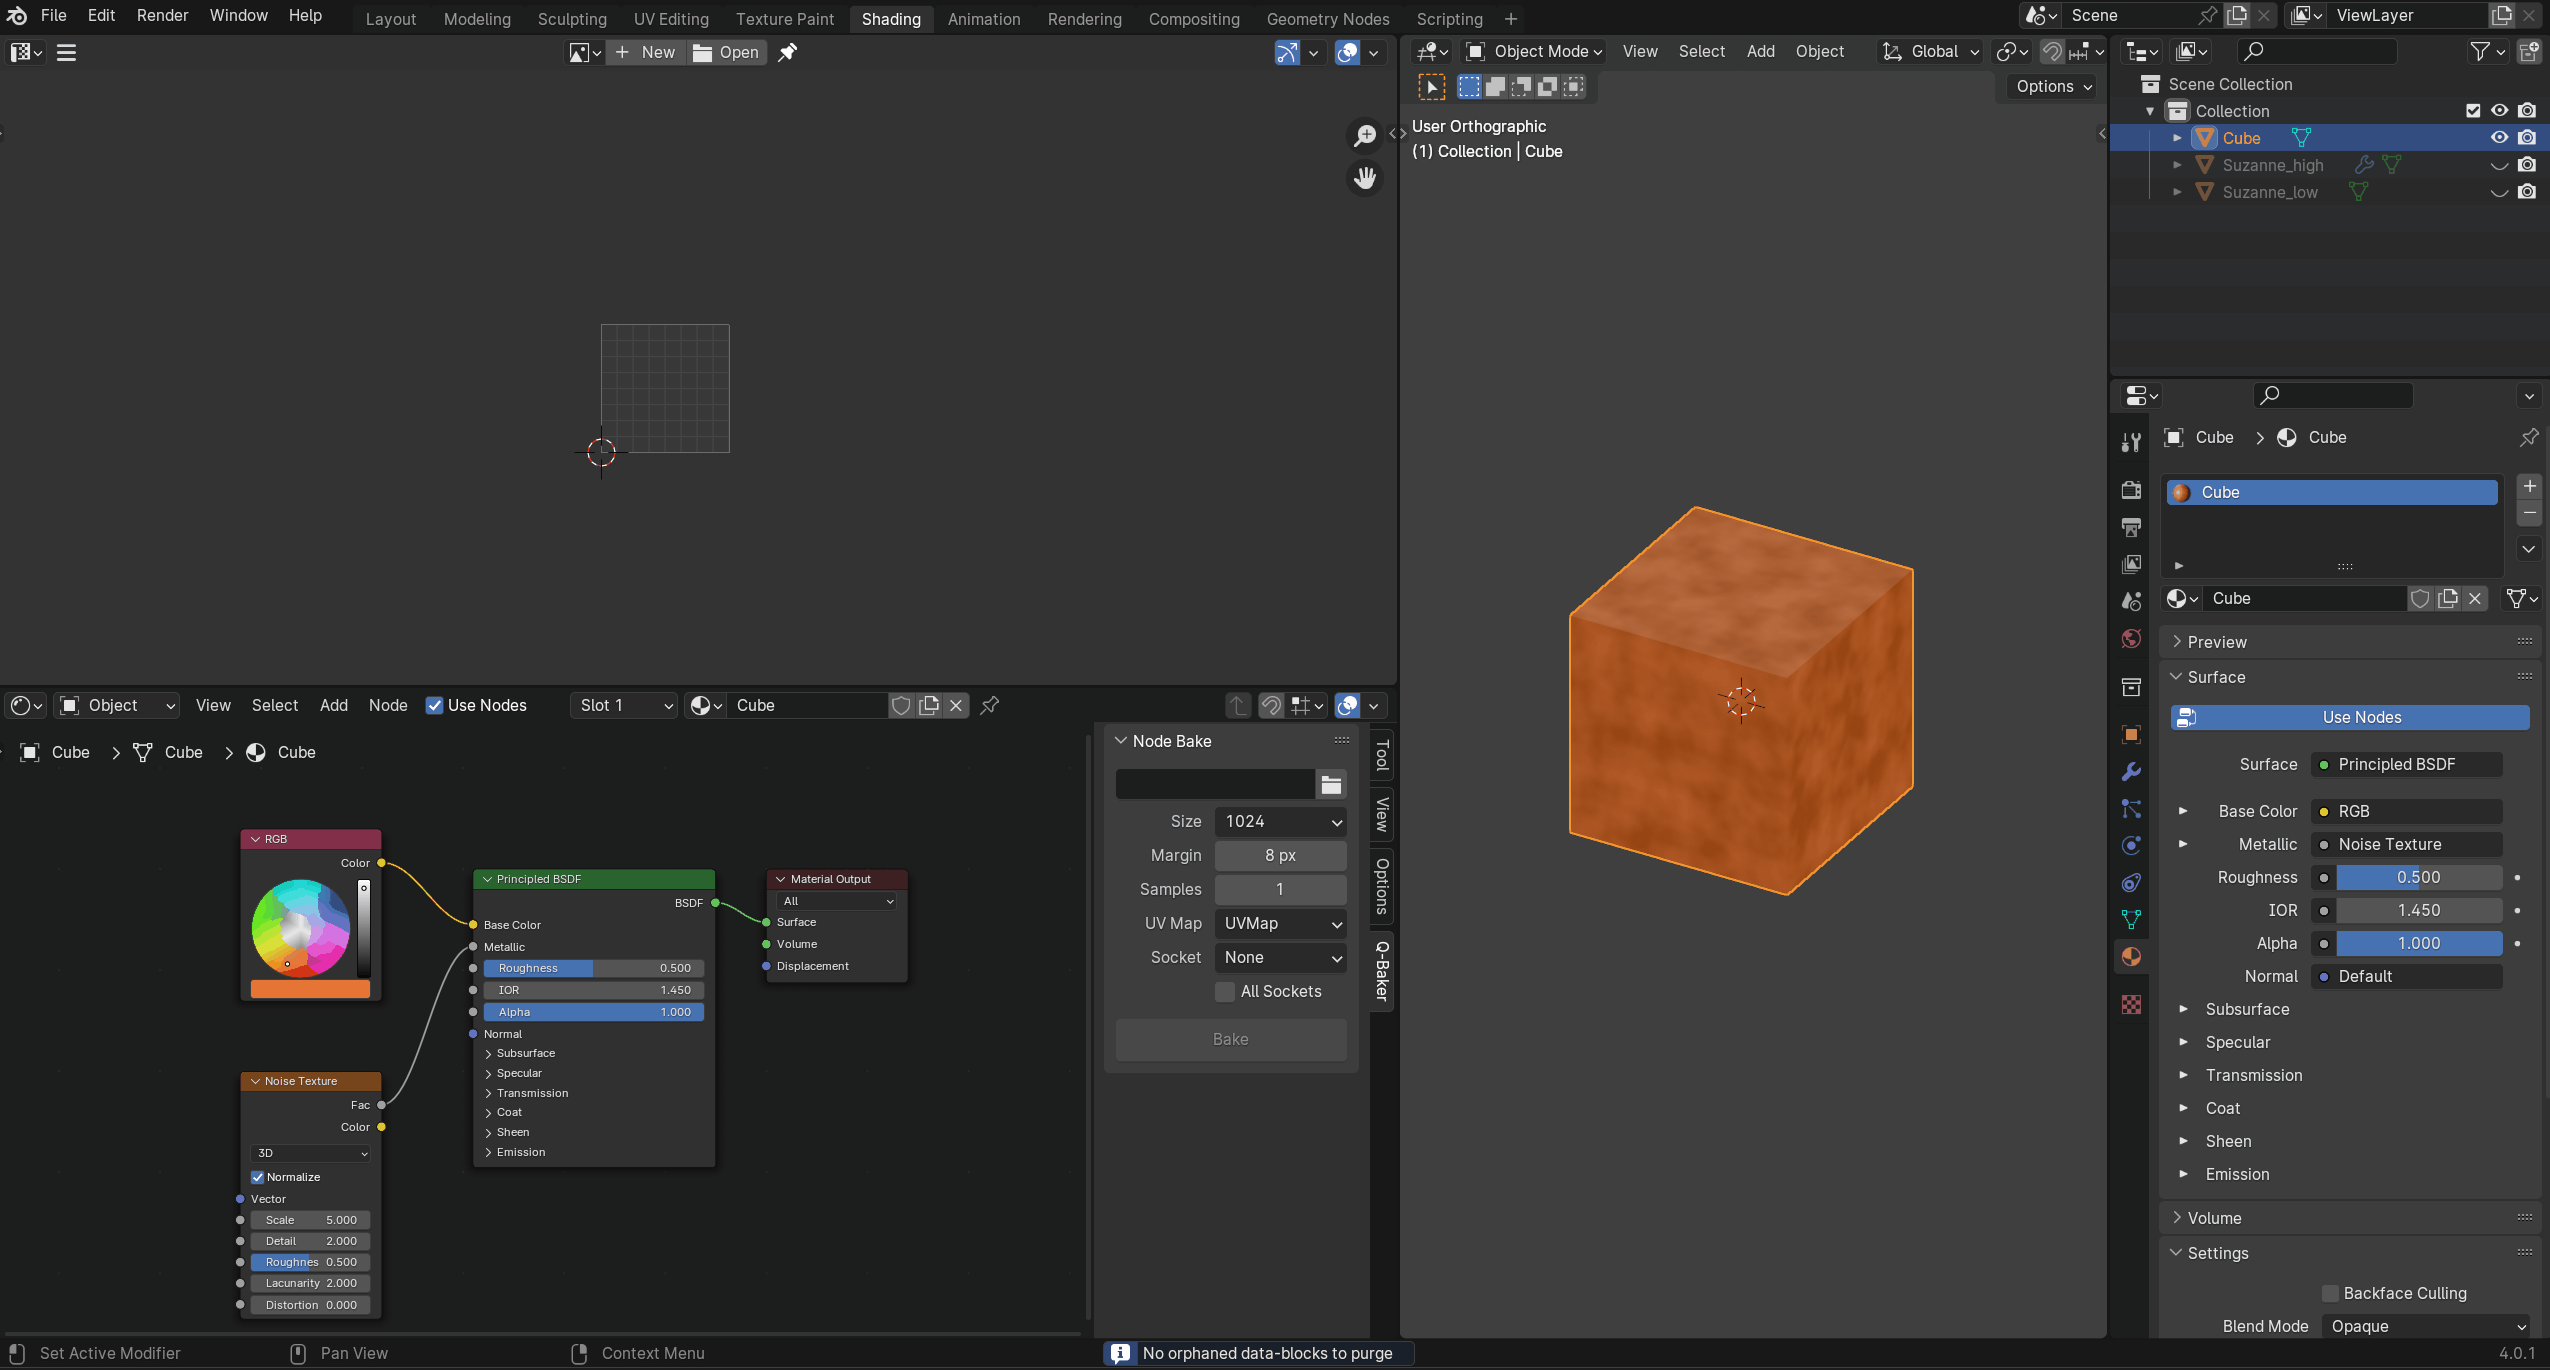 File Edit Render Window Help Layout Modeling Sculpting UV Editing Texture Paint Shading Animation Rendering Compositing Geometry Nodes Scripting + Scene ViewLayer
+ New Open
Object Mode View Select Add Object Global
Options
User Orthographic
(1) Collection | Cube
Scene Collection
Collection
Cube
Suzanne_high
Suzanne_low
Object View Select Add Node Use Nodes Slot 1 Cube
Cube > Cube > Cube
RGB
Color
Principled BSDF
BSDF
Base Color
Metallic
Roughness 0.500
IOR 1.450
Alpha 1.000
Normal
Subsurface
Specular
Transmission
Coat
Sheen
Emission
Material Output
All
Surface
Volume
Displacement
Noise Texture
Fac
Color
3D
Normalize
Vector
Scale 5.000
Detail 2.000
Roughnes 0.500
Lacunarity 2.000
Distortion 0.000
Node Bake
Size 1024
Margin 8 px
Samples 1
UV Map UVMap
Socket None
All Sockets
Bake
Tool
View
Options
Q-Baker
Cube > Cube
Cube
Cube
Preview
Surface
Use Nodes
Surface Principled BSDF
Base Color RGB
Metallic Noise Texture
Roughness 0.500
IOR 1.450
Alpha 1.000
Normal Default
Subsurface
Specular
Transmission
Coat
Sheen
Emission
Volume
Settings
Backface Culling
Blend Mode Opaque
Set Active Modifier Pan View Context Menu No orphaned data-blocks to purge 4.0.1